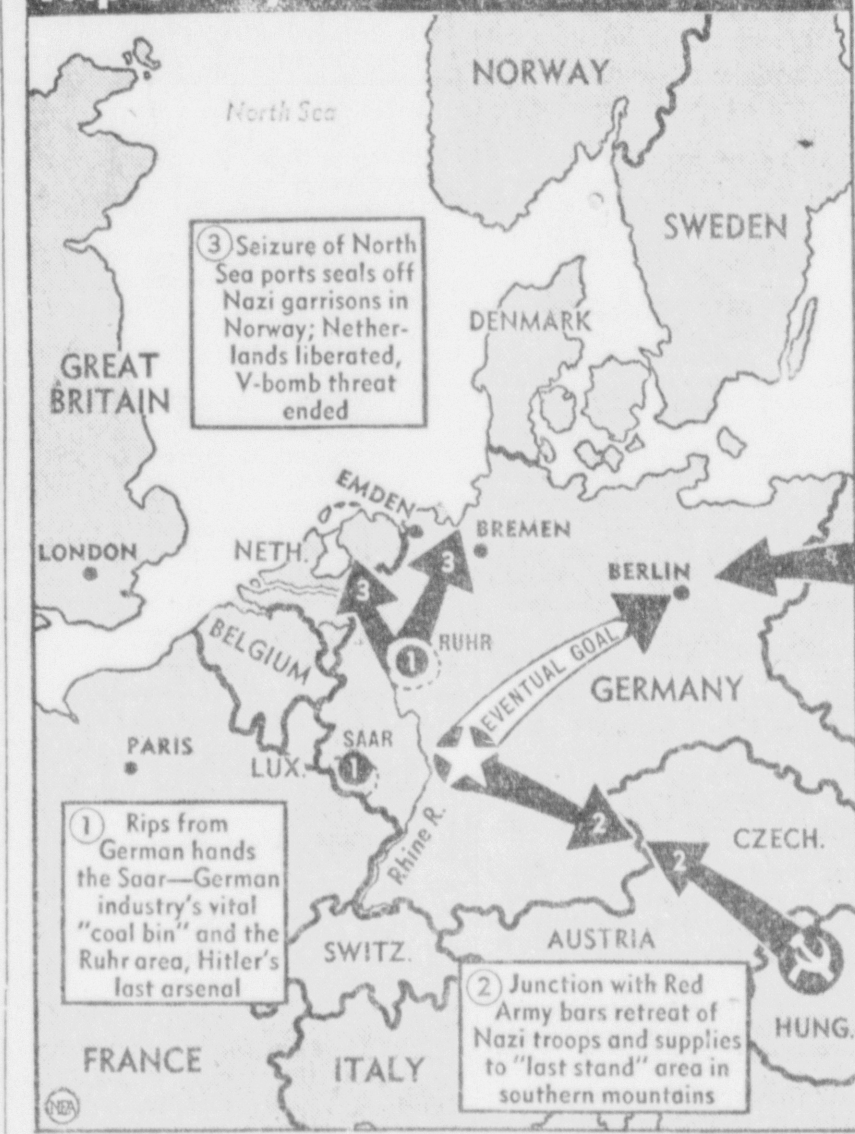 NORWAY
North Sea
SWEDEN
3 Seizure of North
Sea ports seals off
Nazi garrisons in
Norway; Nether-
lands liberated,
V-bomb threat
ended
DENMARK
GREAT
BRITAIN
EMDEN
BREMEN
LONDON
NETH.
BERLIN
4
3
3
BELGIUM
1
RUHR
EVENTUAL GOAL
GERMANY
PARIS
SAAR
LUX.
1
Rhine R.
2
2
CZECH.
1 Rips from
German hands
the Saar—German
industry's vital
"coal bin" and the
Ruhr area, Hitler's
last arsenal
SWITZ.
AUSTRIA
2 Junction with Red
Army bars retreat of
Nazi troops and supplies
to "last stand" area in
southern mountains
HUNG.
FRANCE
ITALY
NEA